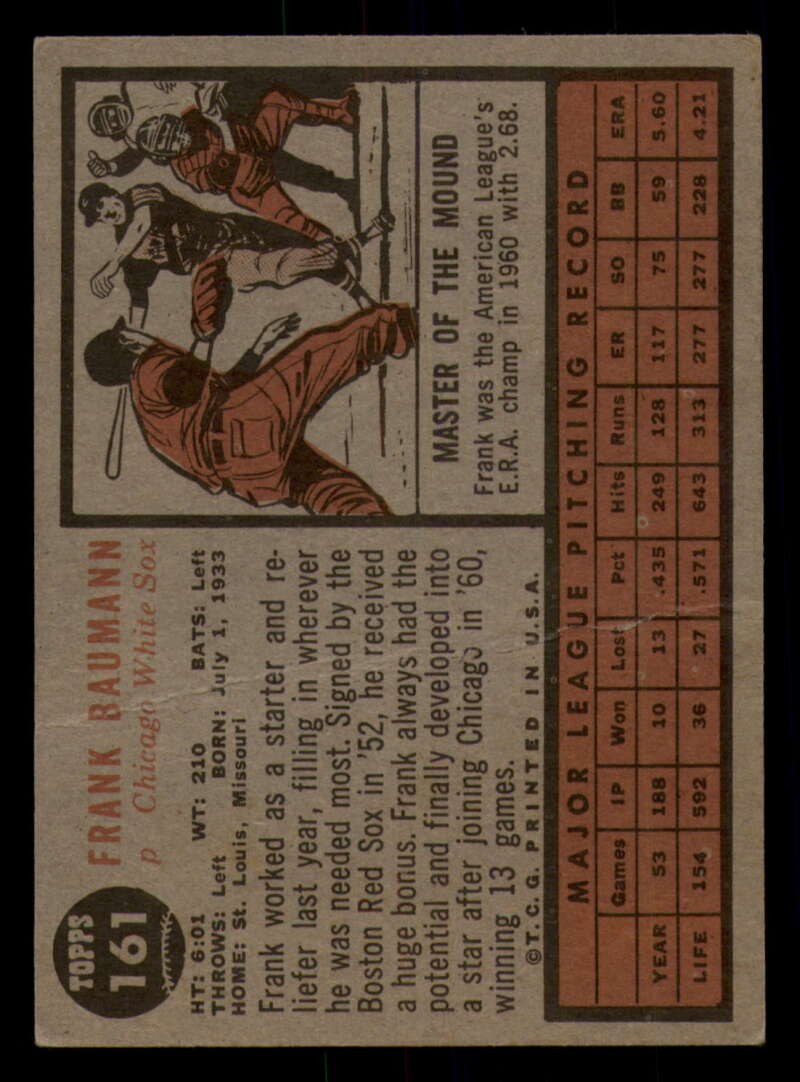 TOPPS
161
FRANK BAUMANN
p Chicago White Sox
HT: 6:01 WT: 210 BATS: Left
THROWS: Left BORN: July 1, 1933
HOME: St. Louis, Missouri
Frank worked as a starter and re-
liefer last year, filling in wherever
he was needed most. Signed by the
Boston Red Sox in '52, he received
a huge bonus. Frank always had the
potential and finally developed into
a star after joining Chicago in '60,
winning 13 games.
©T.C.G. PRINTED IN U.S.A.
MASTER OF THE MOUND
Frank was the American League's
E.R.A. champ in 1960 with 2.68.
MAJOR LEAGUE PITCHING RECORD
Games IP Won Lost Pct Hits Runs ER SO BB ERA
YEAR 53 188 10 13 .435 249 128 117 75 59 5.60
LIFE 154 592 36 27 .571 643 313 277 277 228 4.21